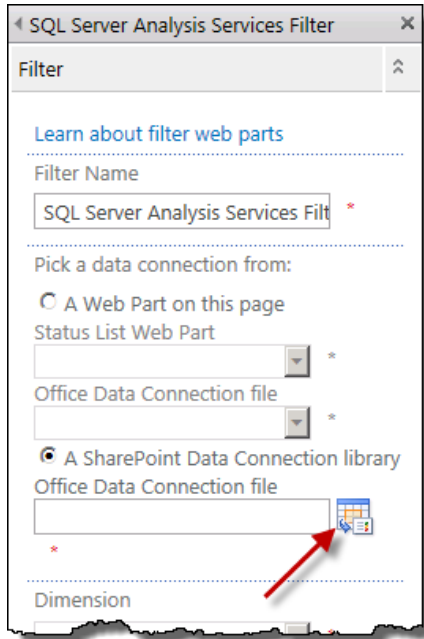 SQL Server Analysis Services Filter
Filter
Learn about filter web parts
Filter Name
SQL Server Analysis Services Filt *
Pick a data connection from:
A Web Part on this page
Status List Web Part
*
Office Data Connection file
*
A SharePoint Data Connection library
Office Data Connection file
*
Dimension